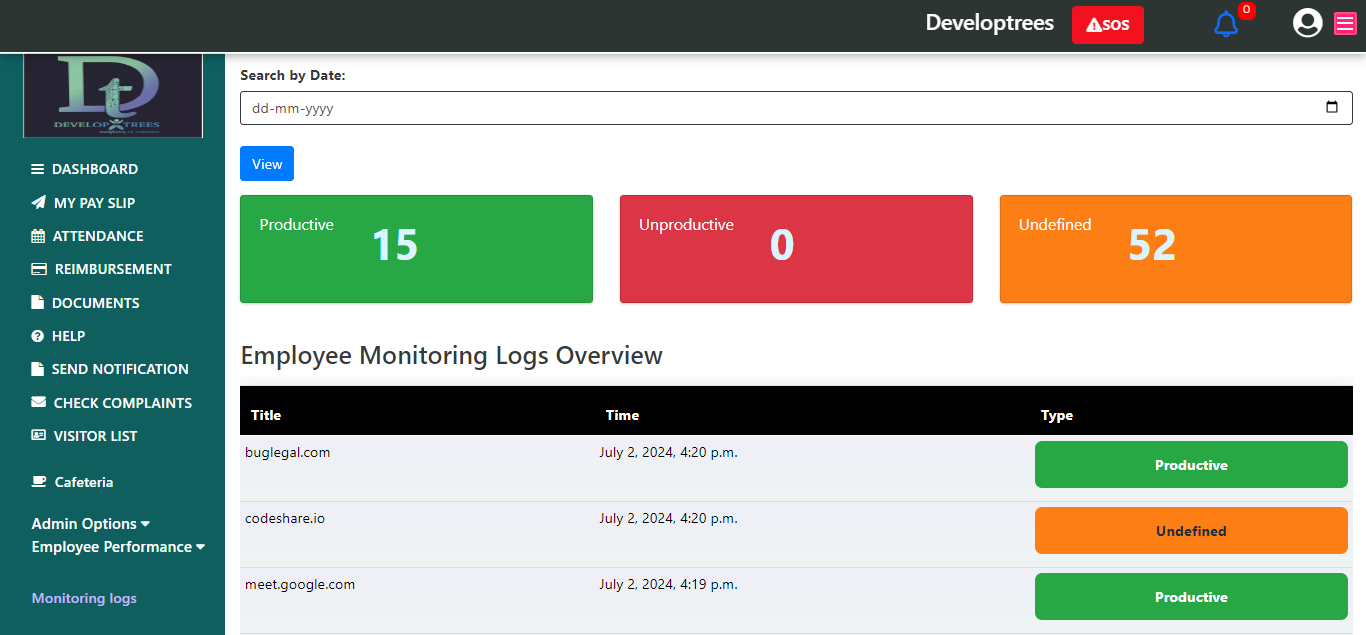 Developtrees
SOS
0
Dt
DEVELOP TREES
Search by Date:
dd-mm-yyyy
View
DASHBOARD
MY PAY SLIP
ATTENDANCE
REIMBURSEMENT
DOCUMENTS
HELP
SEND NOTIFICATION
CHECK COMPLAINTS
VISITOR LIST
Cafeteria
Admin Options
Employee Performance
Monitoring logs
Productive
15
Unproductive
0
Undefined
52
Employee Monitoring Logs Overview
Title Time Type
buglegal.com July 2, 2024, 4:20 p.m. Productive
codeshare.io July 2, 2024, 4:20 p.m. Undefined
meet.google.com July 2, 2024, 4:19 p.m. Productive